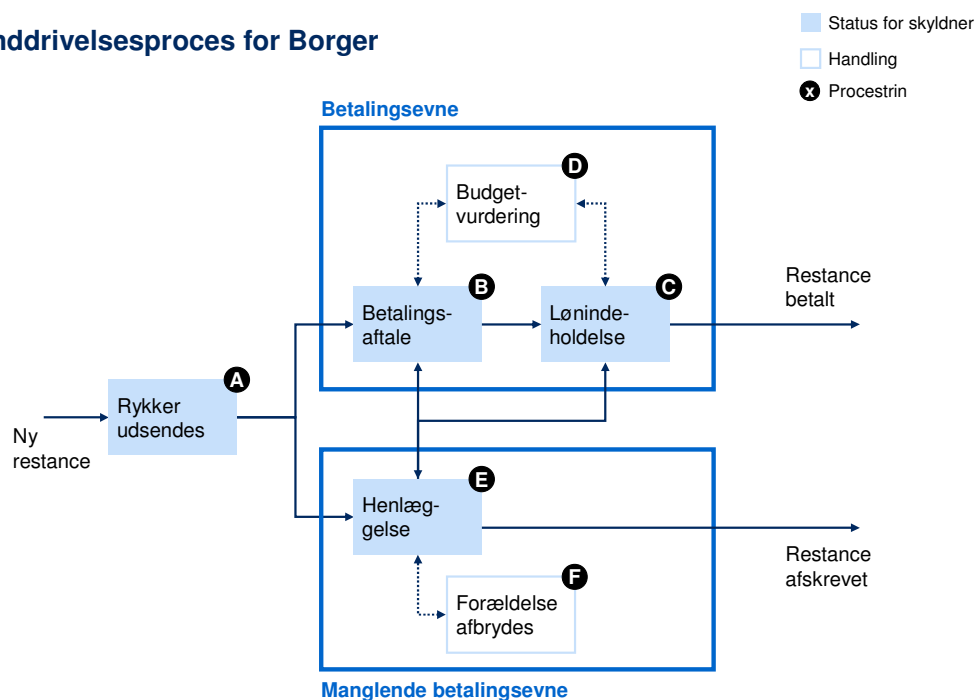 nddrivelsesproces for Borger
Status for skyldner
Handling
x Procestrin
Betalingsevne
D
Budget-
vurdering
B
Betalings-
aftale
C
Løninde-
holdelse
Restance
betalt
A
Rykker
udsendes
Ny
restance
E
Henlæg-
gelse
Restance
afskrevet
F
Forældelse
afbrydes
Manglende betalingsevne